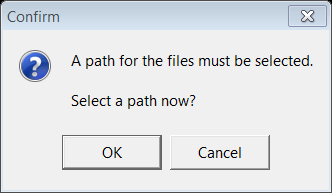 Confirm
A path for the files must be selected.
Select a path now?
OK
Cancel